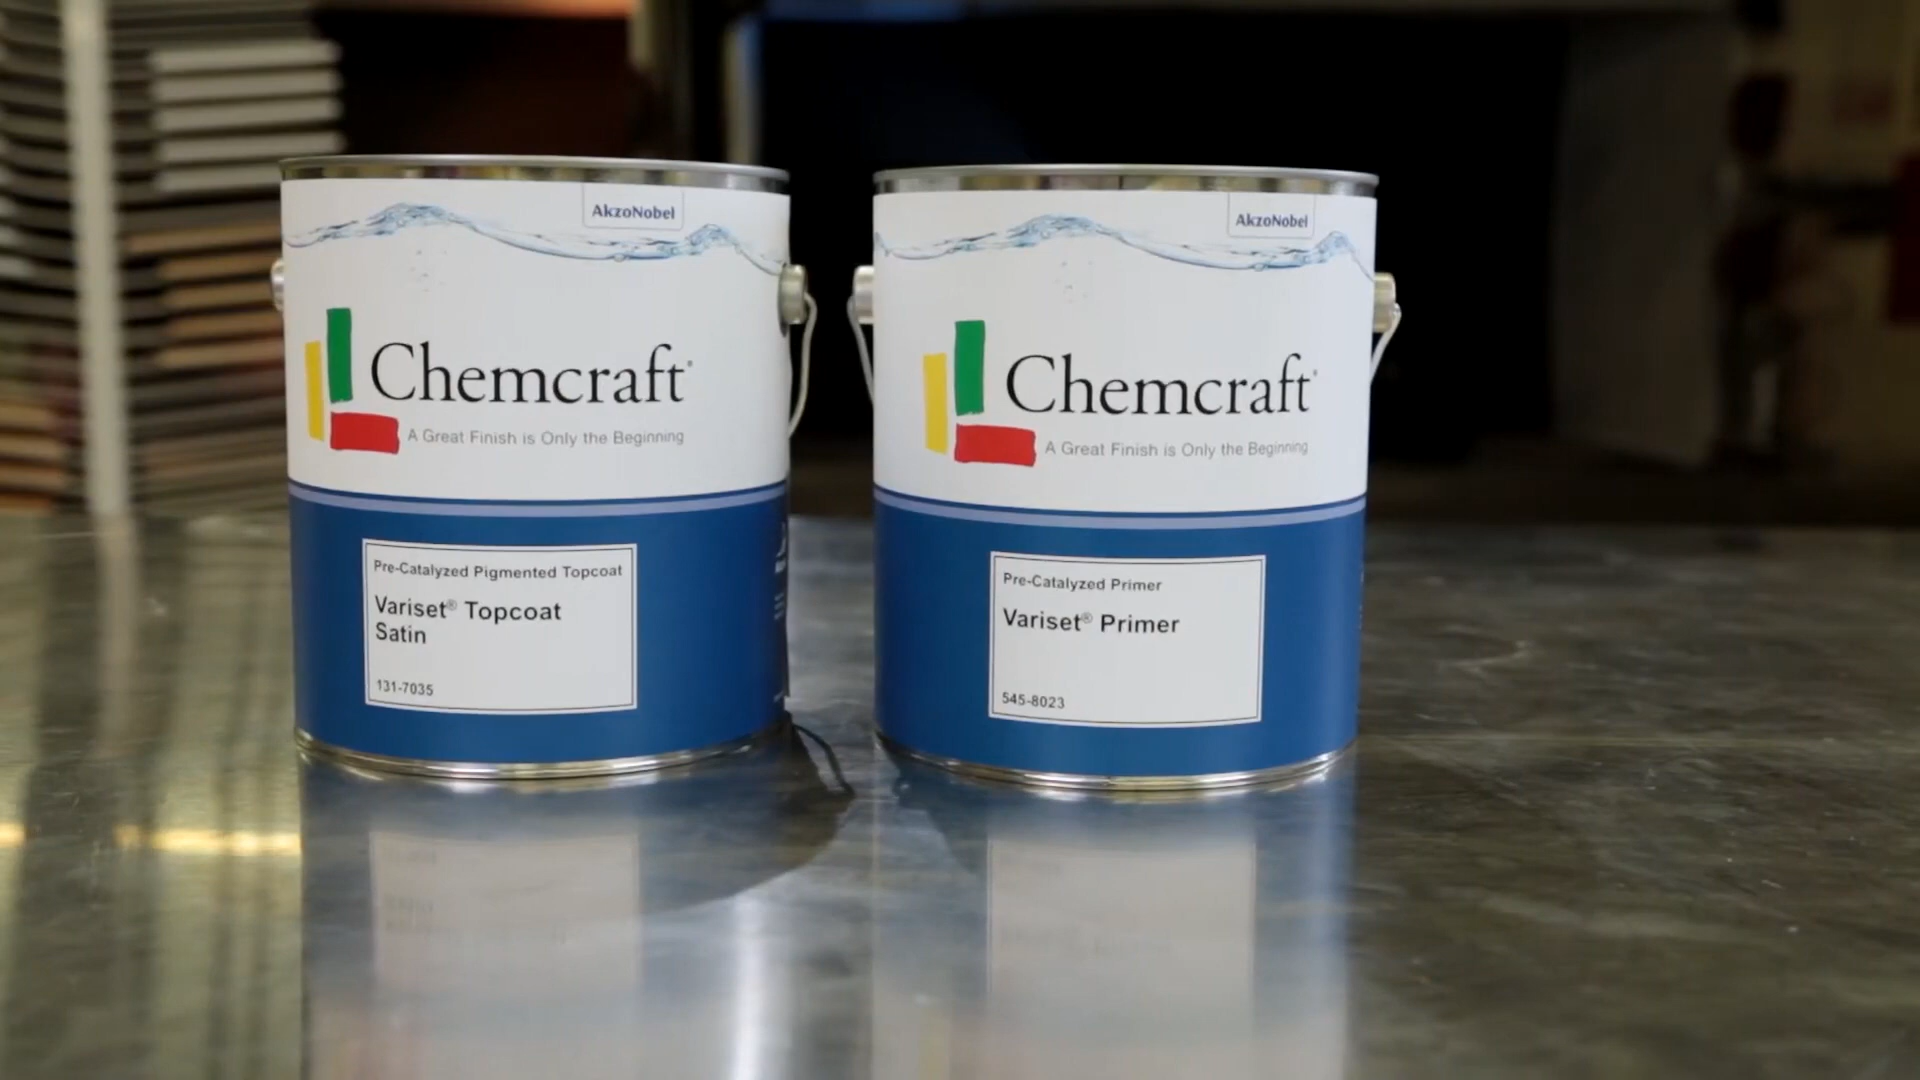 AkzoNobel
Chemcraft®
A Great Finish is Only the Beginning
Pre-Catalyzed Pigmented Topcoat
Variset® Topcoat
Satin
131-7035
AkzoNobel
Chemcraft®
A Great Finish is Only the Beginning
Pre-Catalyzed Primer
Variset® Primer
545-8023